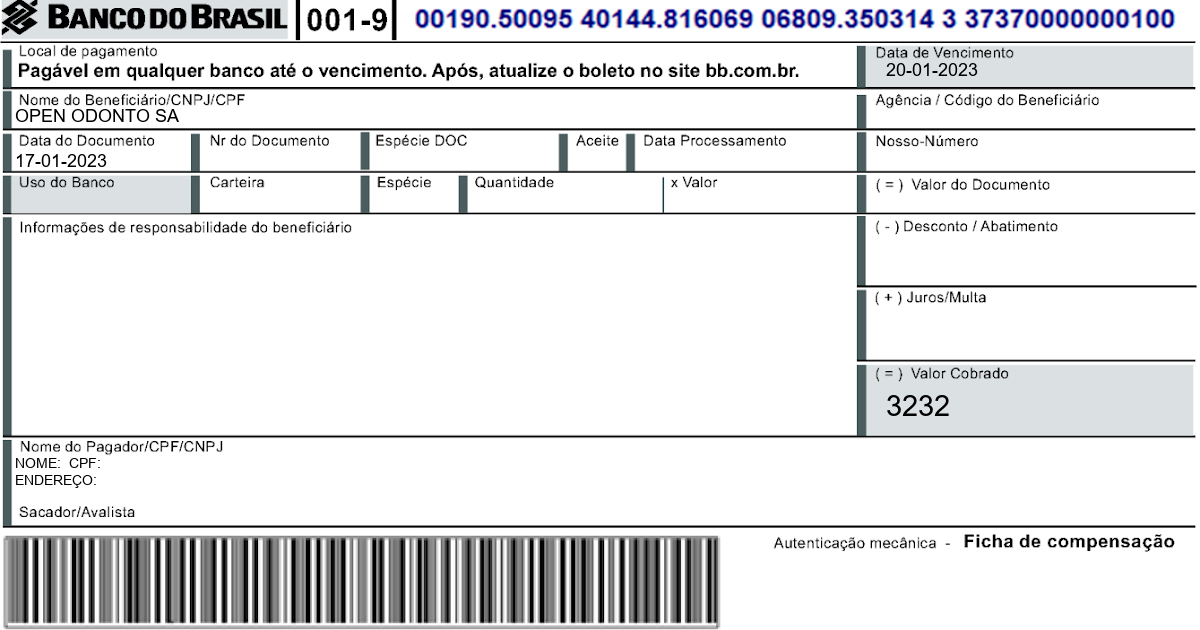 BANCO DO BRASIL 001-9 00190.50095 40144.816069 06809.350314 3 37370000000100
Local de pagamento
Pagável em qualquer banco até o vencimento. Após, atualize o boleto no site bb.com.br.
Data de Vencimento
20-01-2023
Nome do Beneficiário/CNPJ/CPF
OPEN ODONTO SA
Agência / Código do Beneficiário
Data do Documento
17-01-2023
Nr do Documento
Espécie DOC
Aceite
Data Processamento
Nosso-Número
Uso do Banco
Carteira
Espécie
Quantidade
x Valor
( = ) Valor do Documento
Informações de responsabilidade do beneficiário
( - ) Desconto / Abatimento
( + ) Juros/Multa
( = ) Valor Cobrado
3232
Nome do Pagador/CPF/CNPJ
NOME: CPF:
ENDEREÇO:
Sacador/Avalista
Autenticação mecânica - Ficha de compensação